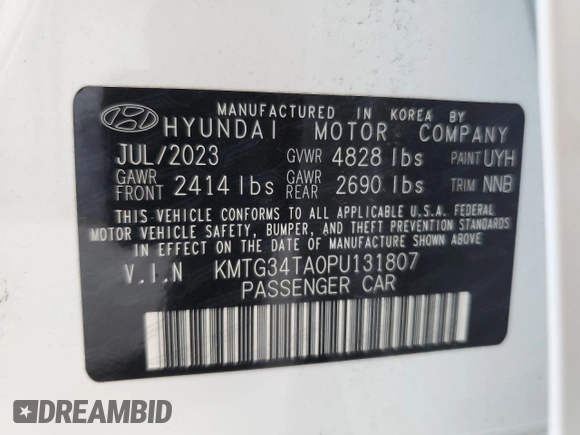 MANUFACTURED IN KOREA BY
HYUNDAI MOTOR COMPANY
JUL/2023 GVWR 4828 lbs PAINT UYH
GAWR FRONT 2414 lbs GAWR REAR 2690 lbs TRIM NNB
THIS VEHICLE CONFORMS TO ALL APPLICABLE U.S.A. FEDERAL
MOTOR VEHICLE SAFETY, BUMPER, AND THEFT PREVENTION STANDARDS
IN EFFECT ON THE DATE OF MANUFACTURE SHOWN ABOVE.
V.I.N KMTG34TA0PU131807
PASSENGER CAR
DREAMBID